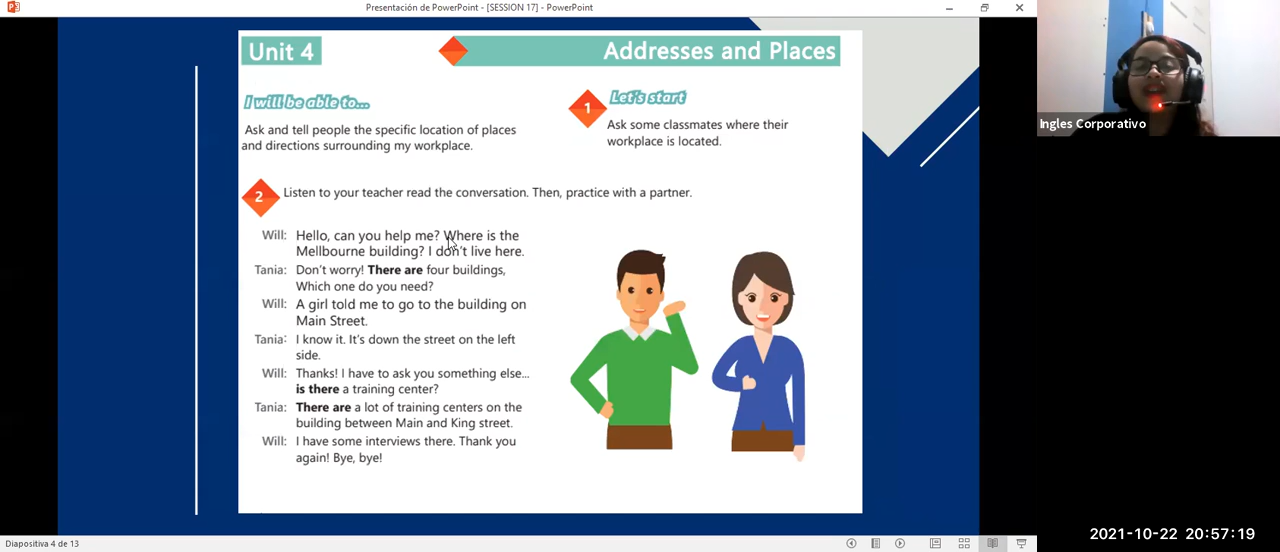 Presentación de PowerPoint - [SESSION 17] - PowerPoint
Unit 4
Addresses and Places
I will be able to...
Ask and tell people the specific location of places
and directions surrounding my workplace.
1
Let's start
Ask some classmates where their
workplace is located.
2
Listen to your teacher read the conversation. Then, practice with a partner.
Will: Hello, can you help me? Where is the
Mellbourne building? I don't live here.
Tania: Don't worry! There are four buildings,
Which one do you need?
Will: A girl told me to go to the building on
Main Street.
Tania: I know it. It's down the street on the left
side.
Will: Thanks! I have to ask you something else...
is there a training center?
Tania: There are a lot of training centers on the
building between Main and King street.
Will: I have some interviews there. Thank you
again! Bye, bye!
Ingles Corporativo
Diapositiva 4 de 13
2021-10-22 20:57:19